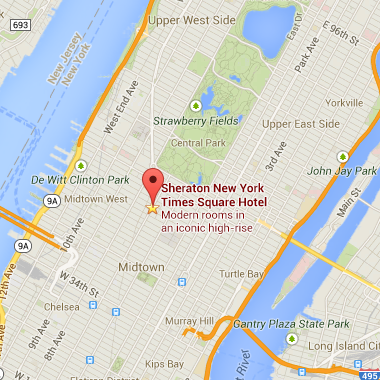 693
Upper West Side
East Dr
E 96th St
New Jersey
New York
Park Ave
West End Ave
Yorkville
Strawberry Fields
Upper East Side
Central Park
3rd Ave
De Witt Clinton Park
John Jay Park
Sheraton New York
Times Square Hotel
Modern rooms in
an iconic high-rise
Midtown West
9A
Main St
10th Ave
9A
12th Ave
W 34th St
Midtown
Turtle Bay
Chelsea
9th Ave
8th Ave
Murray Hill
Gantry Plaza State Park
Long Island City
Kips Bay
Flatiron District
River
495